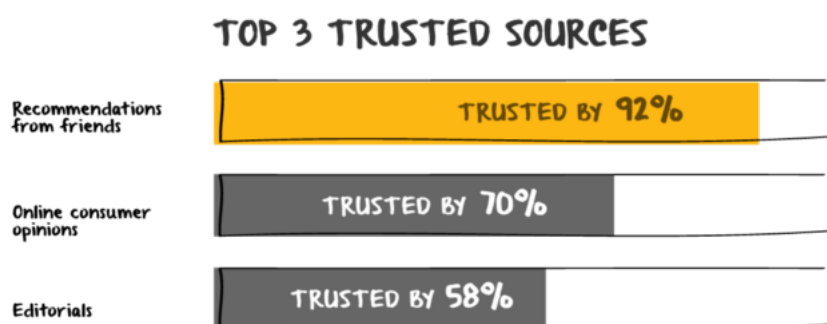 TOP 3 TRUSTED SOURCES
Recommendations
from friends
TRUSTED BY 92%
Online consumer
opinions
TRUSTED BY 70%
Editorials
TRUSTED BY 58%